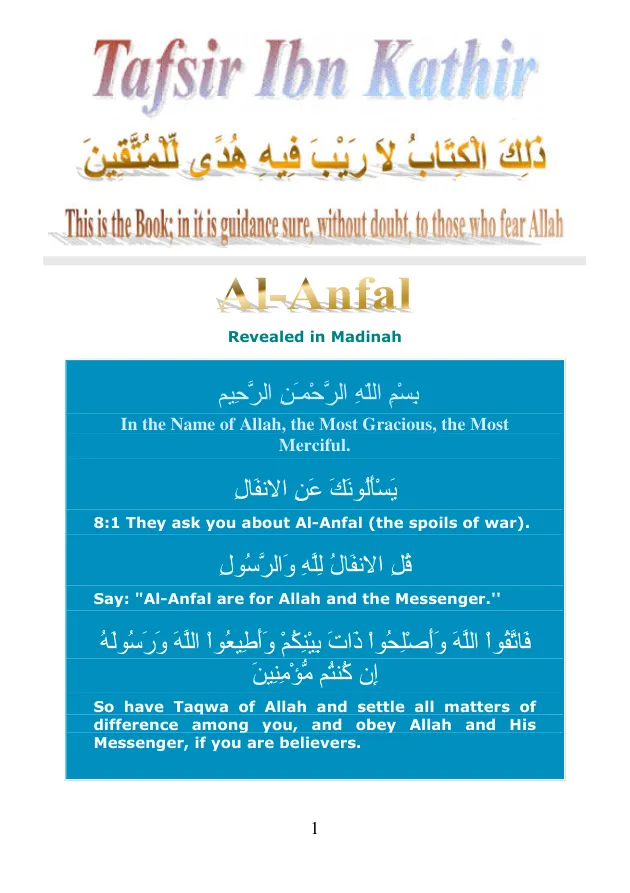 Tafsir Ibn Kathir
ذَلِكَ الْكِتَابُ لاَ رَيْبَ فِيهِ هُدًى لِّلْمُتَّقِينَ
This is the Book; in it is guidance sure, without doubt, to those who fear Allah
Al-Anfal
Revealed in Madinah
بِسْمِ اللَّهِ الرَّحْمَـنِ الرَّحِيمِ
In the Name of Allah, the Most Gracious, the Most
Merciful.
يَسْأَلُونَكَ عَنِ الانفَالِ
8:1 They ask you about Al-Anfal (the spoils of war).
قُلِ الانفَالُ لِلَّهِ وَالرَّسُولِ
Say: "Al-Anfal are for Allah and the Messenger.''
فَاتَّقُواْ اللَّهَ وَأَصْلِحُواْ ذَاتَ بِيْنِكُمْ وَأَطِيعُواْ اللَّهَ وَرَسُولَهُ
إِن كُنتُم مُّؤْمِنِينَ
So have Taqwa of Allah and settle all matters of
difference among you, and obey Allah and His
Messenger, if you are believers.
1